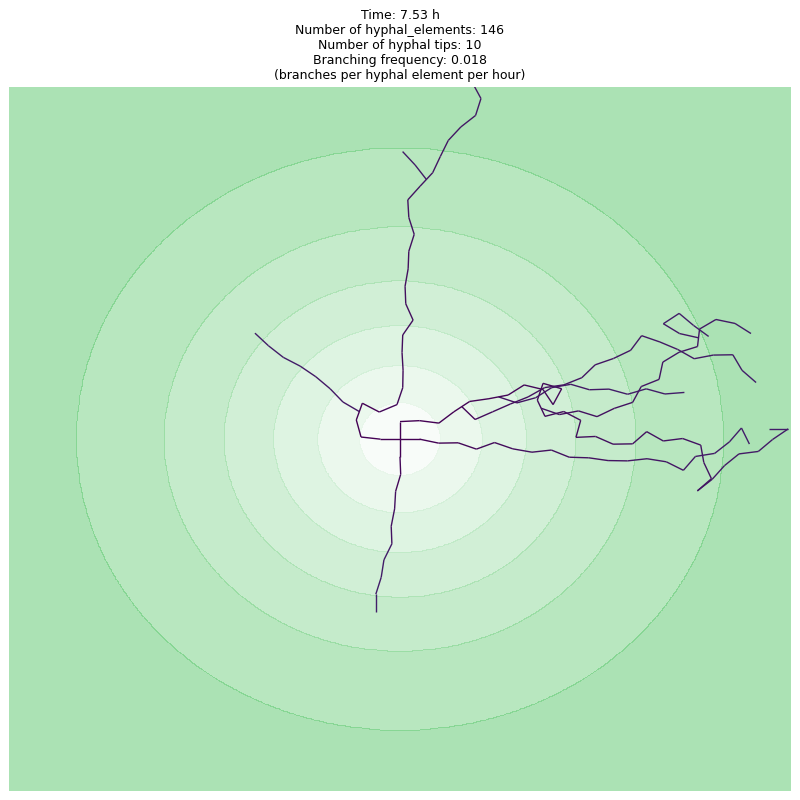 Time: 7.53 h
Number of hyphal_elements: 146
Number of hyphal tips: 10
Branching frequency: 0.018
(branches per hyphal element per hour)